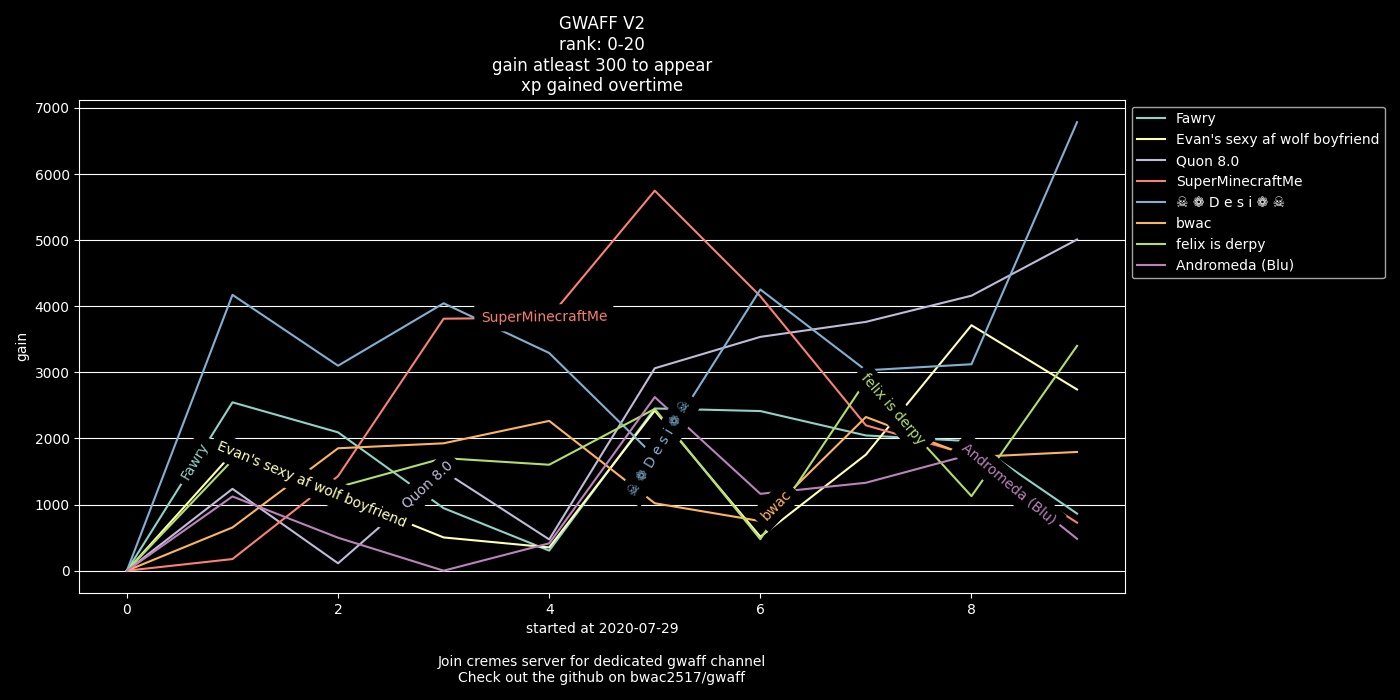 GWAFF V2
rank: 0-20
gain atleast 300 to appear
xp gained overtime
7000
6000
5000
4000
3000
2000
1000
0
gain
Fawry
Evan's sexy af wolf boyfriend
Quon 8.0
SuperMinecraftMe
☠ ❁ D e s i ❁ ☠
bwac
felix is derpy
Andromeda (Blu)
0
2
4
6
8
started at 2020-07-29
Join cremes server for dedicated gwaff channel
Check out the github on bwac2517/gwaff
Fawry
Evan's sexy af wolf boyfriend
Quon 8.0
SuperMinecraftMe
☠ ❁ D e s i ❁ ☠
bwac
felix is derpy
Andromeda (Blu)